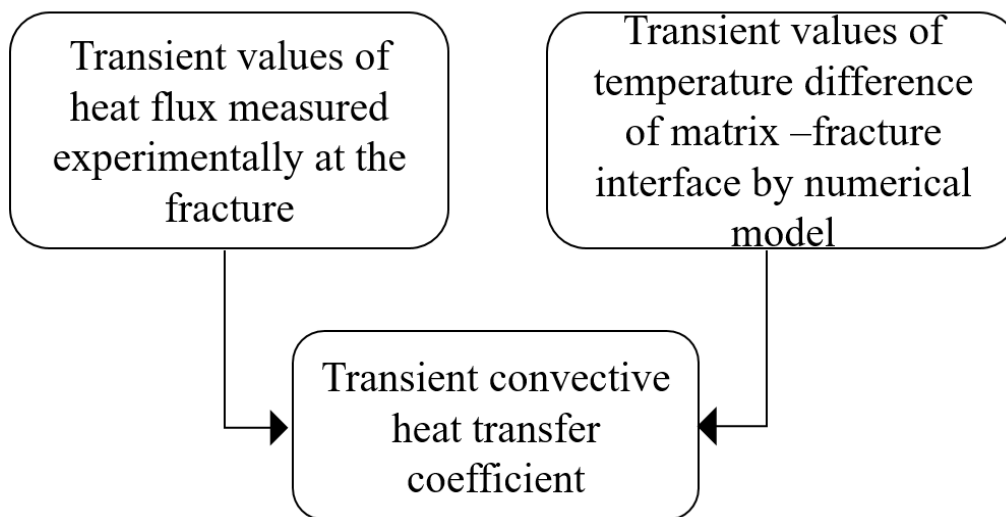 Transient values of
heat flux measured
experimentally at the
fracture
Transient values of
temperature difference
of matrix –fracture
interface by numerical
model
Transient convective
heat transfer
coefficient